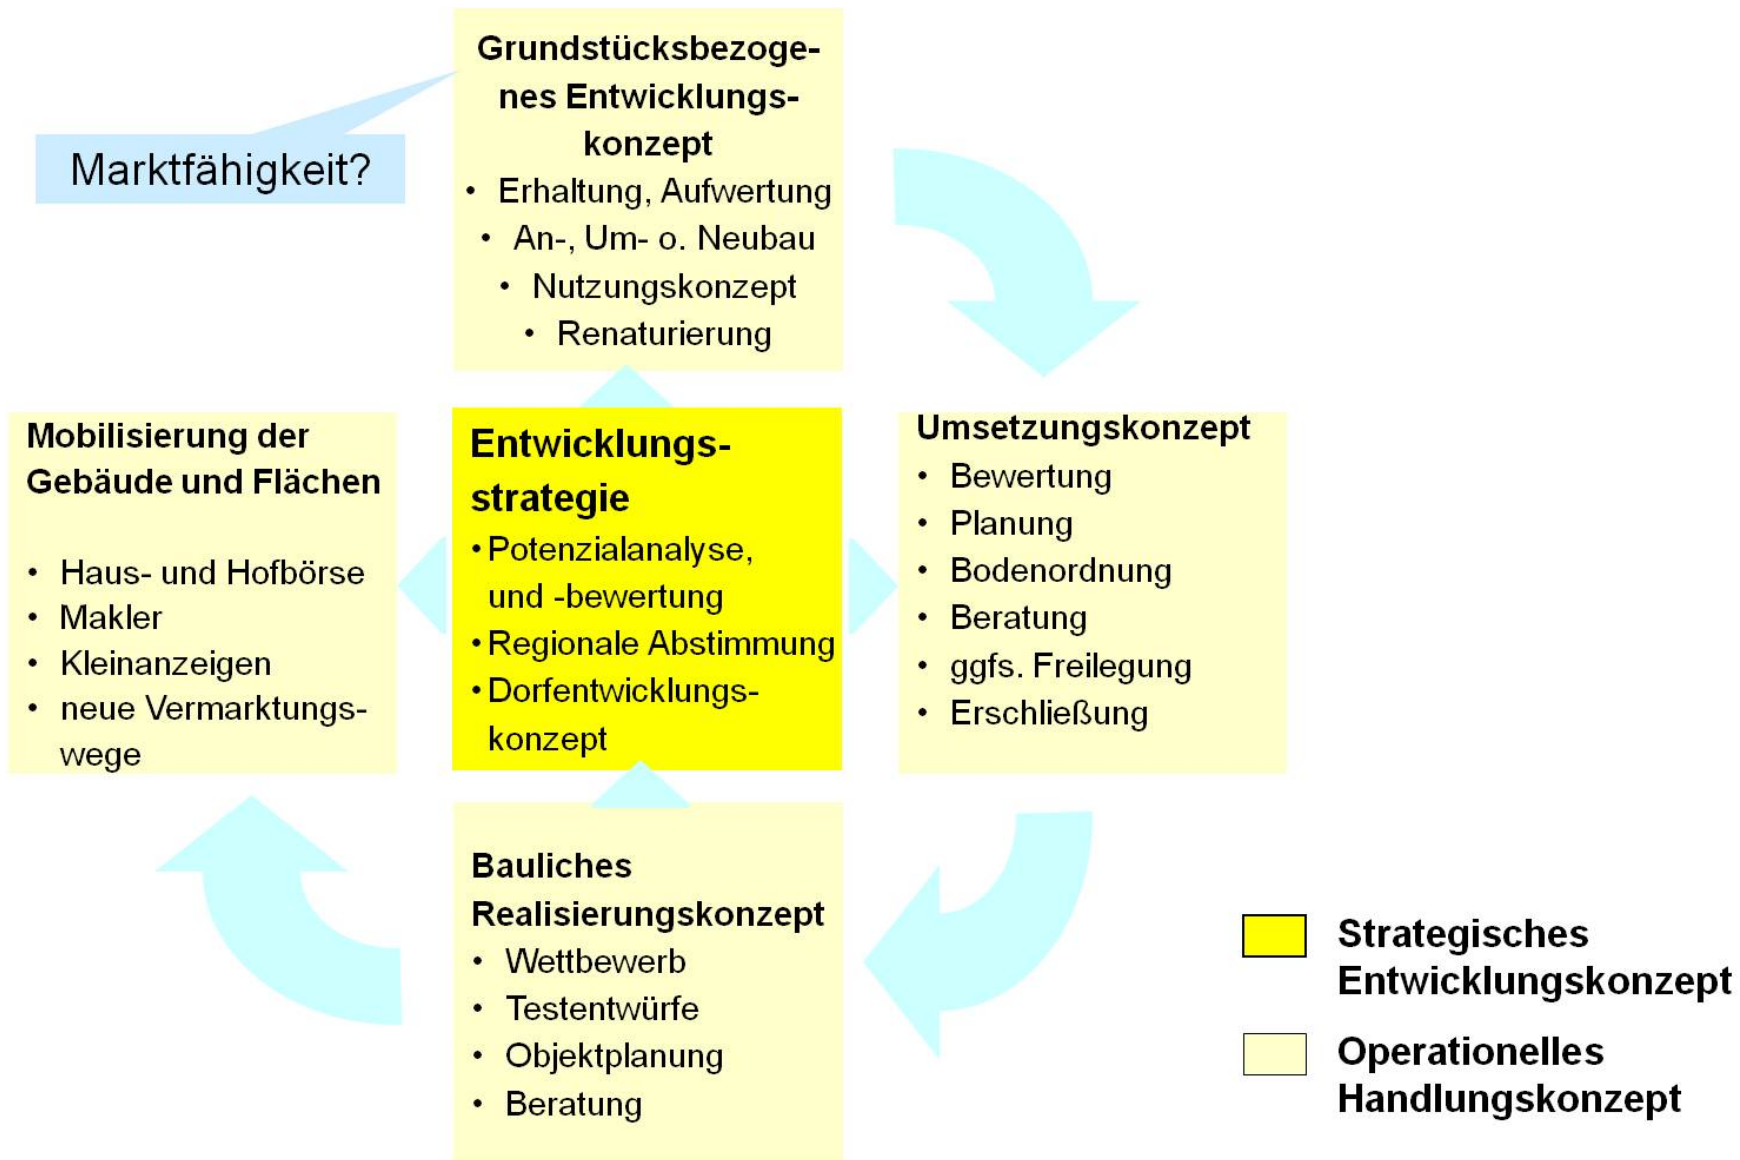 Grundstücksbezoge-
nes Entwicklungs-
konzept
• Erhaltung, Aufwertung
• An-, Um- o. Neubau
• Nutzungskonzept
• Renaturierung
Marktfähigkeit?
Mobilisierung der
Gebäude und Flächen
• Haus- und Hofbörse
• Makler
• Kleinanzeigen
• neue Vermarktungs-
wege
Entwicklungs-
strategie
• Potenzialanalyse,
und -bewertung
• Regionale Abstimmung
• Dorfentwicklungs-
konzept
Umsetzungskonzept
• Bewertung
• Planung
• Bodenordnung
• Beratung
• ggfs. Freilegung
• Erschließung
Bauliches
Realisierungskonzept
• Wettbewerb
• Testentwürfe
• Objektplanung
• Beratung
Strategisches
Entwicklungskonzept
Operationelles
Handlungskonzept